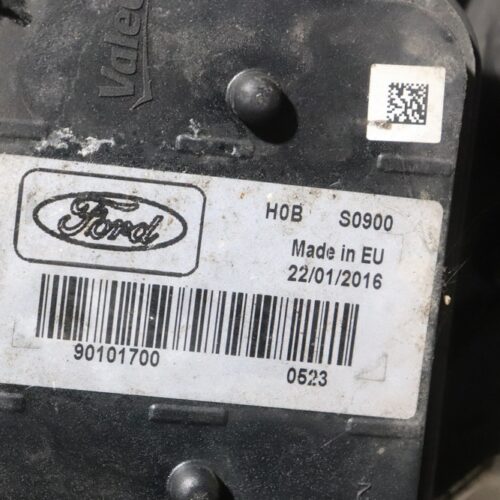 Valeo
Ford
H0B S0900
Made in EU
22/01/2016
90101700
0523